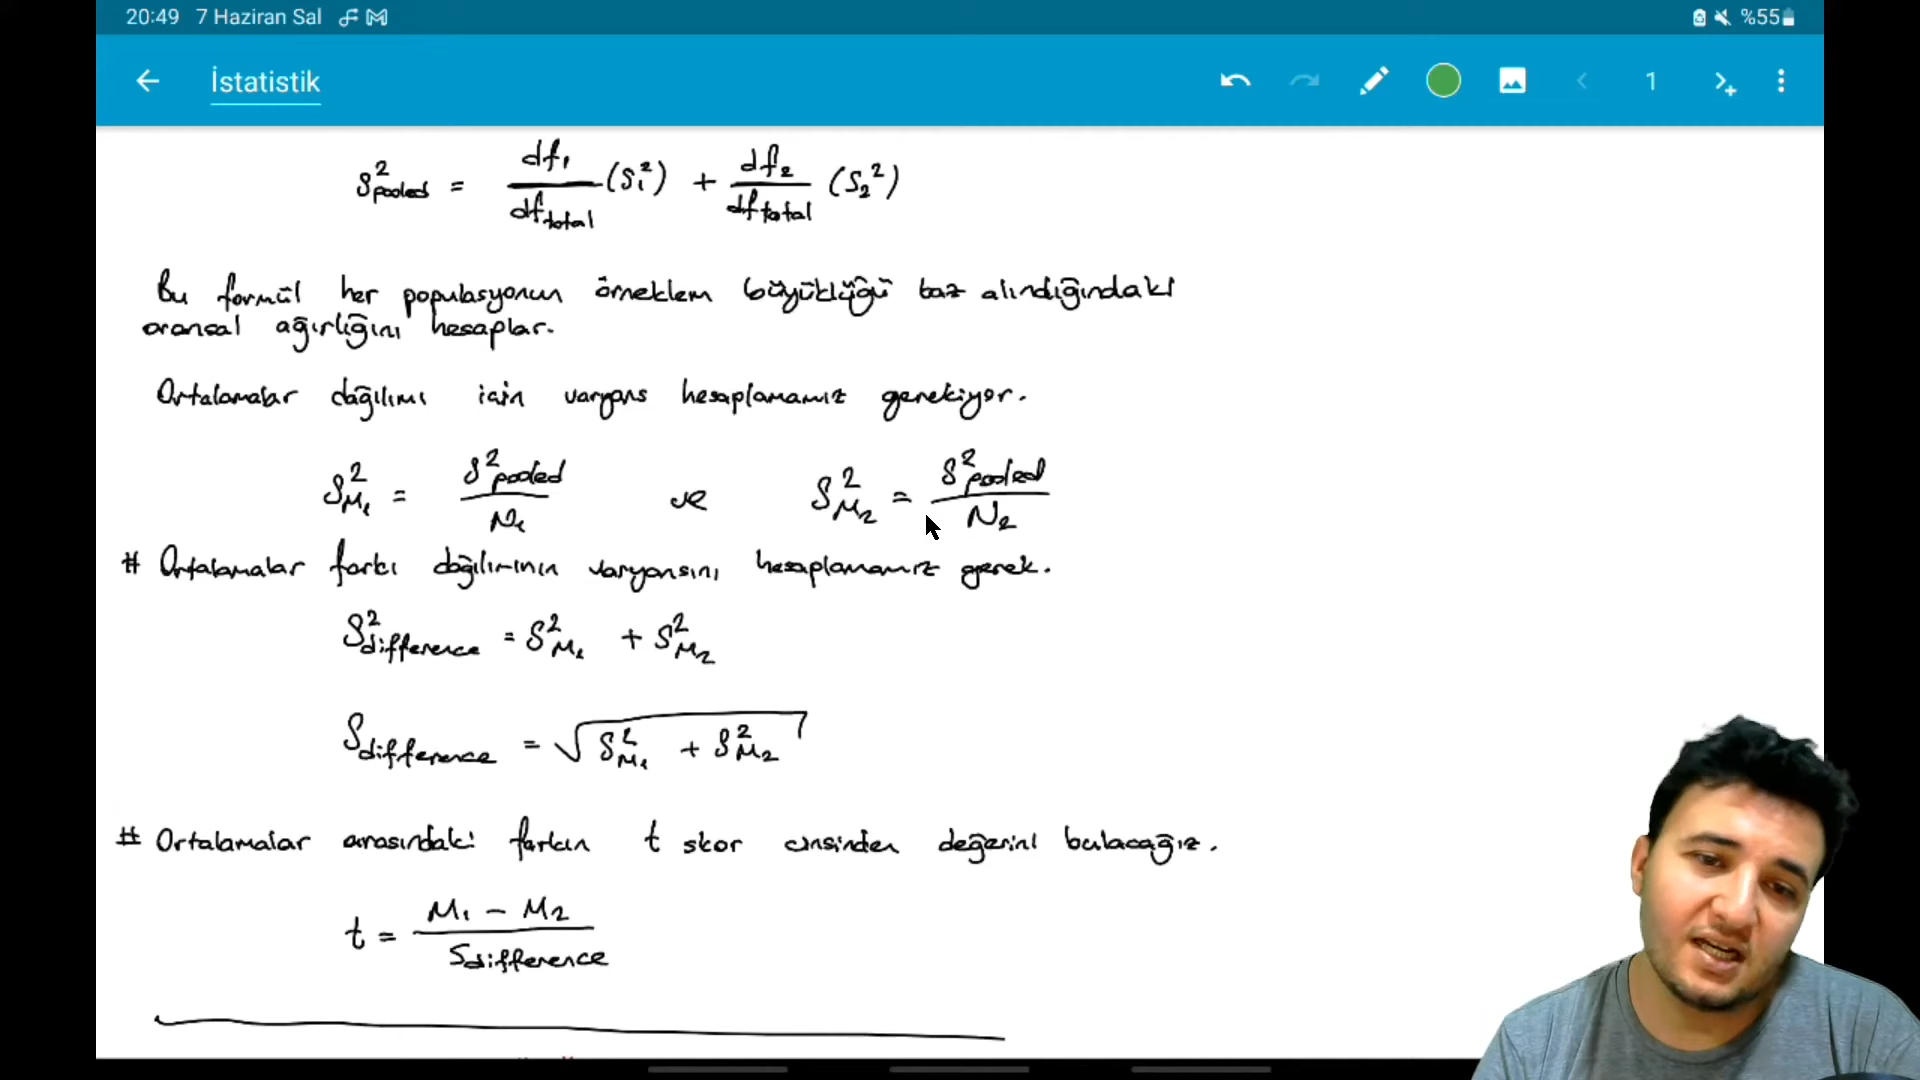 20:49 7 Haziran Sal %55
İstatistik 1
S²pooled = df₁/dftotal (S₁²) + df₂/dftotal (S₂²)
Bu formül her populasyonun örneklem büyüklüğü baz alındığındaki
oransal ağırlığını hesaplar.
Ortalamalar dağılımı için varyans hesaplamamız gerekiyor.
S²M₁ = S²pooled/N₁ ve S²M₂ = S²pooled/N₂
# Ortalamalar farkı dağılımının varyansını hesaplamamız gerek.
S²difference = S²M₁ + S²M₂
Sdifference = √(S²M₁ + S²M₂)
# Ortalamalar arasındaki farkın t skor cinsinden değerini bulacağız.
t = (M₁ - M₂)/Sdifference